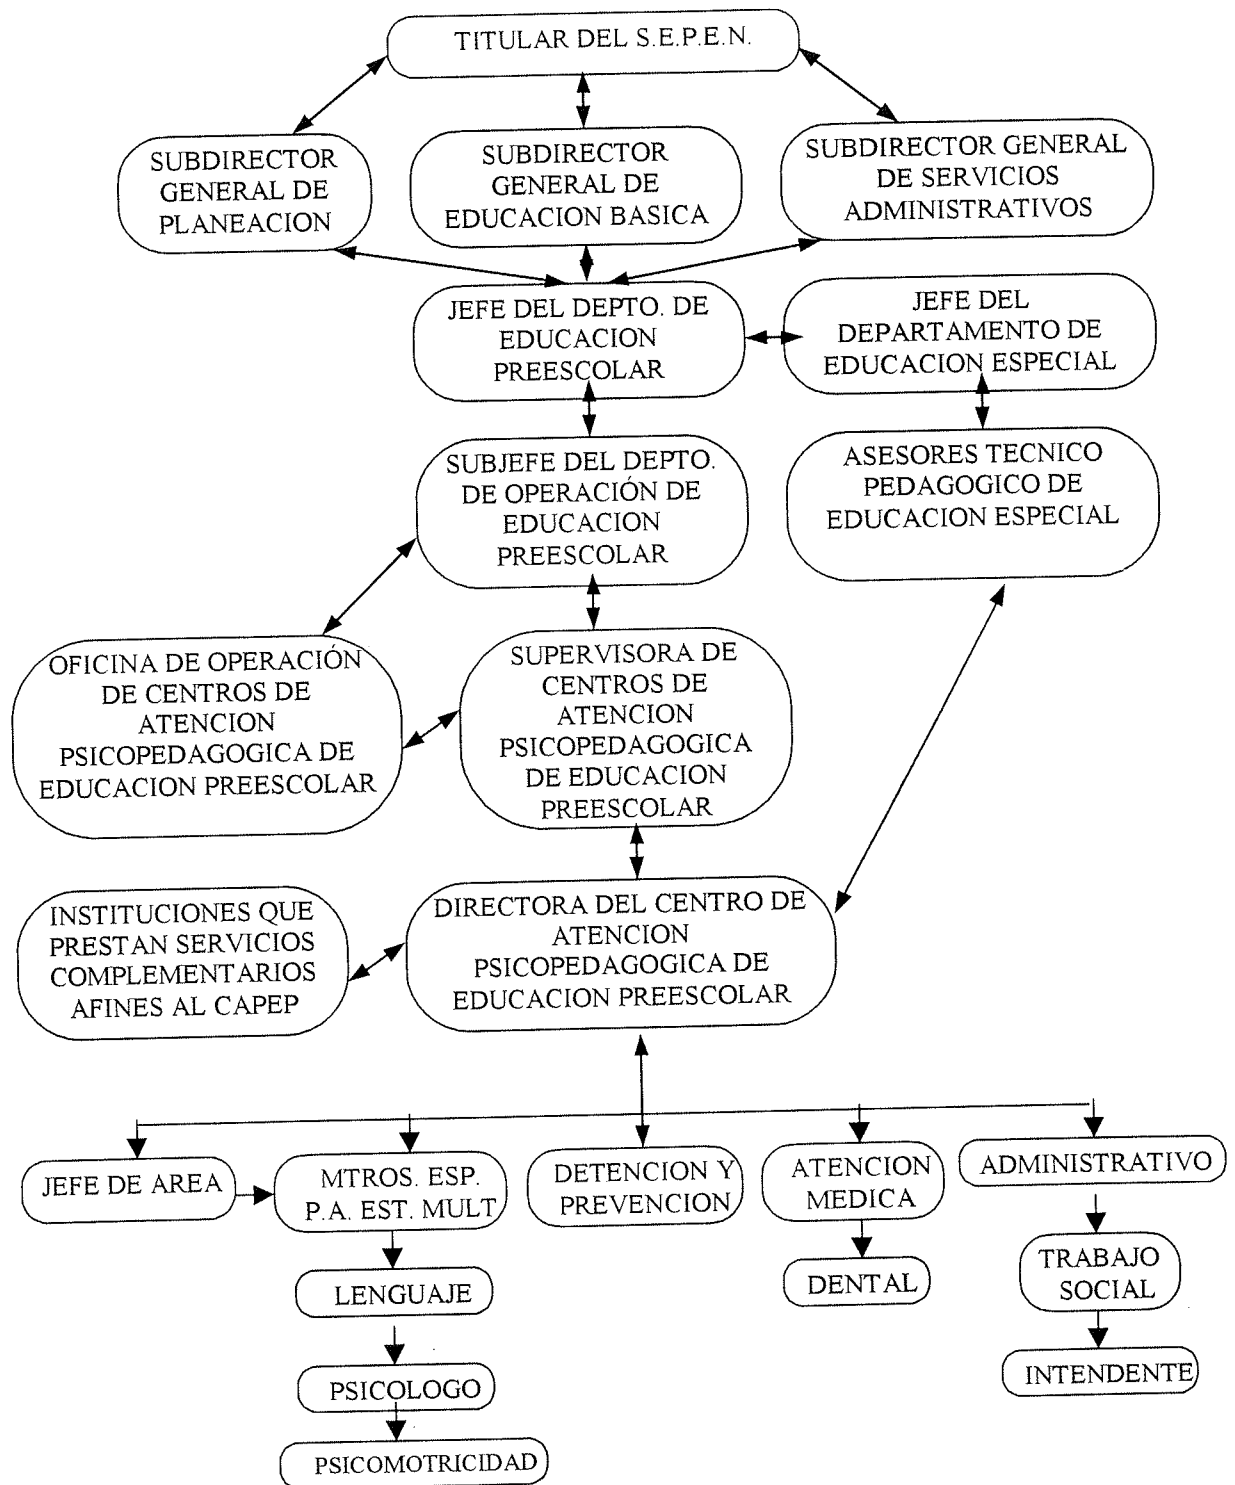 TITULAR DEL S.E.P.E.N.
SUBDIRECTOR
GENERAL DE
PLANEACION
SUBDIRECTOR
GENERAL DE
EDUCACION BASICA
SUBDIRECTOR GENERAL
DE SERVICIOS
ADMINISTRATIVOS
JEFE DEL DEPTO. DE
EDUCACION
PREESCOLAR
JEFE DEL
DEPARTAMENTO DE
EDUCACION ESPECIAL
SUBJEFE DEL DEPTO.
DE OPERACIÓN DE
EDUCACION
PREESCOLAR
ASESORES TECNICO
PEDAGOGICO DE
EDUCACION ESPECIAL
OFICINA DE OPERACIÓN
DE CENTROS DE
ATENCION
PSICOPEDAGOGICA DE
EDUCACION PREESCOLAR
SUPERVISORA DE
CENTROS DE
ATENCION
PSICOPEDAGOGICA
DE EDUCACION
PREESCOLAR
INSTITUCIONES QUE
PRESTAN SERVICIOS
COMPLEMENTARIOS
AFINES AL CAPEP
DIRECTORA DEL CENTRO DE
ATENCION
PSICOPEDAGOGICA DE
EDUCACION PREESCOLAR
JEFE DE AREA
MTROS. ESP.
P.A. EST. MULT
DETENCION Y
PREVENCION
ATENCION
MEDICA
ADMINISTRATIVO
LENGUAJE
DENTAL
TRABAJO
SOCIAL
PSICOLOGO
INTENDENTE
PSICOMOTRICIDAD